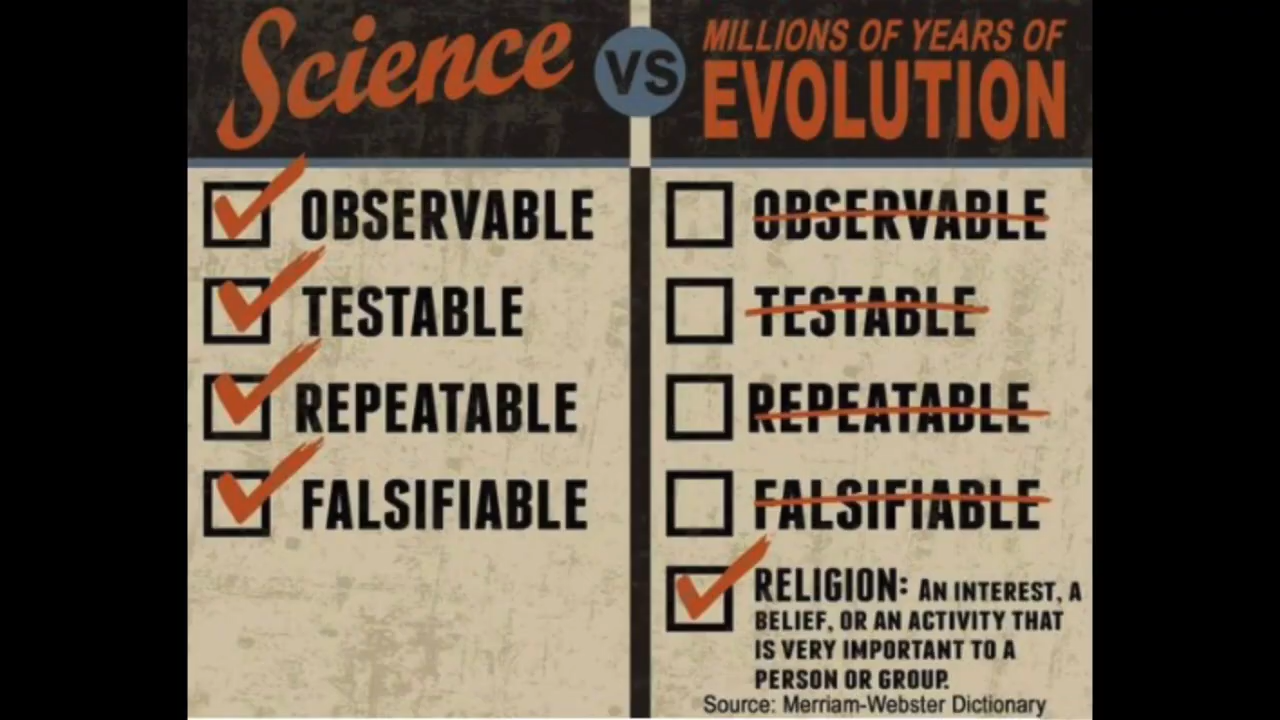 Science
VS
MILLIONS OF YEARS OF
EVOLUTION
OBSERVABLE
TESTABLE
REPEATABLE
FALSIFIABLE
OBSERVABLE
TESTABLE
REPEATABLE
FALSIFIABLE
RELIGION: AN INTEREST, A
BELIEF, OR AN ACTIVITY THAT
IS VERY IMPORTANT TO A
PERSON OR GROUP.
Source: Merriam-Webster Dictionary